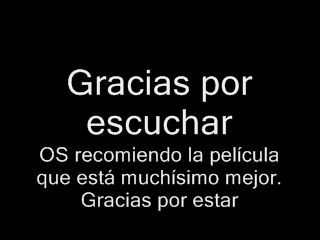 Gracias por
escuchar
OS recomiendo la película
que está muchísimo mejor.
Gracias por estar